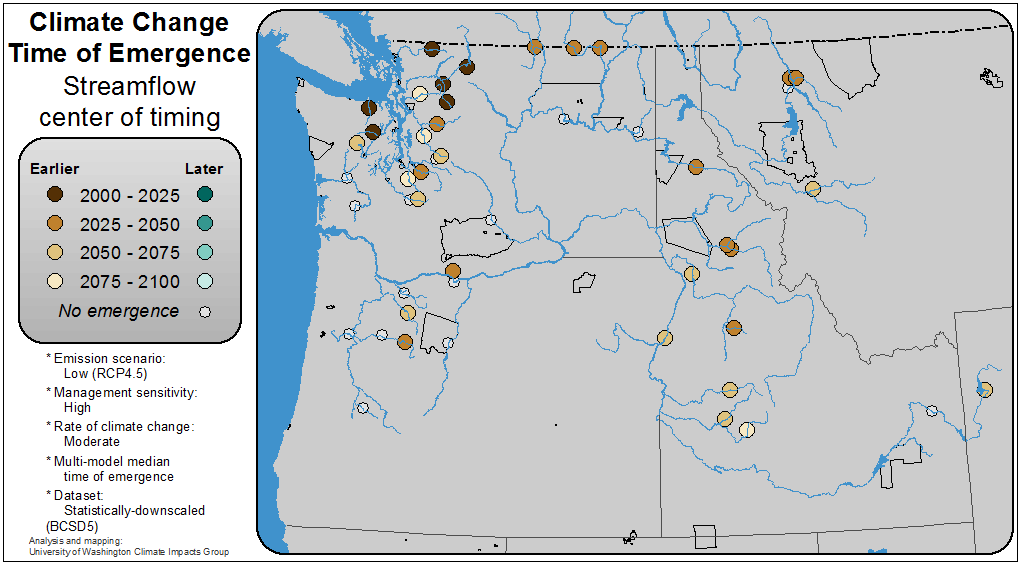 Climate Change
Time of Emergence
Streamflow
center of timing
Earlier Later
2000 - 2025
2025 - 2050
2050 - 2075
2075 - 2100
No emergence
* Emission scenario:
Low (RCP4.5)
* Management sensitivity:
High
* Rate of climate change:
Moderate
* Multi-model median
time of emergence
* Dataset:
Statistically-downscaled
(BCSD5)
Analysis and mapping:
University of Washington Climate Impacts Group